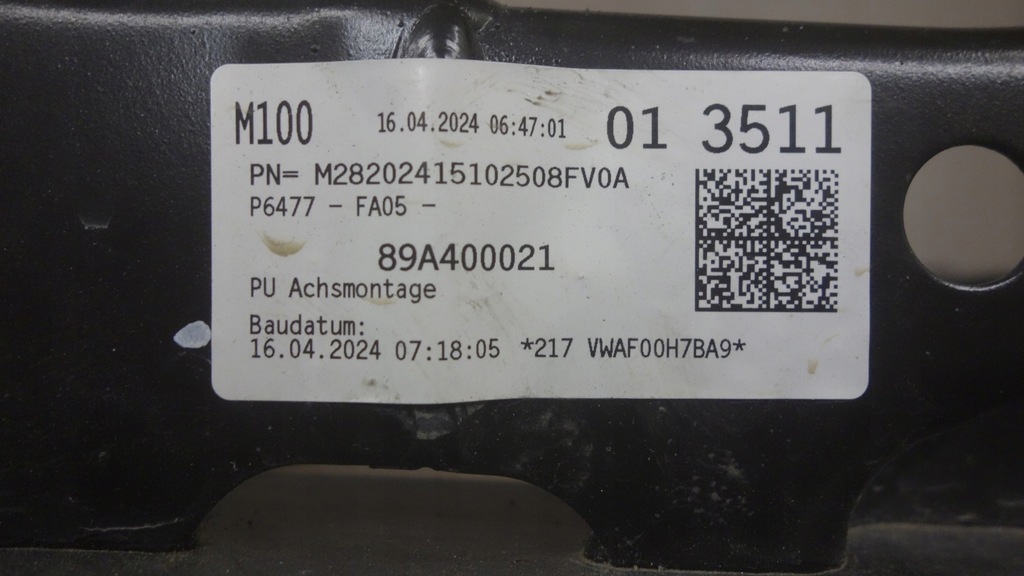 M100 16.04.2024 06:47:01 01 3511
PN= M28202415102508FV0A
P6477 - FA05 -
89A400021
PU Achsmontage
Baudatum:
16.04.2024 07:18:05 *217 VWAF00H7BA9*